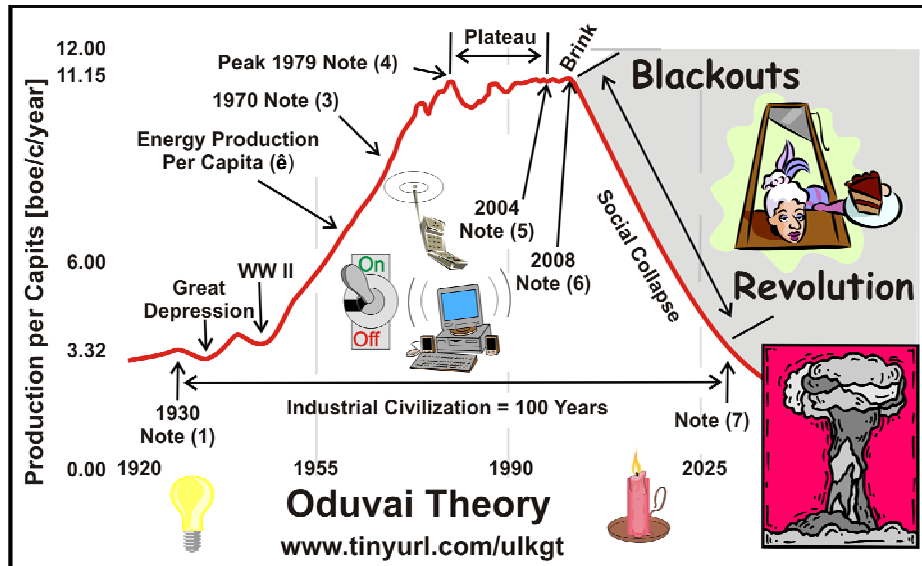 12.00
11.15
6.00
3.32
0.00
Production per Capits [boe/c/year]
Plateau
Brink
Peak 1979 Note (4)
1970 Note (3)
Energy Production
Per Capita (ê)
WW II
Great
Depression
On
Off
2004
Note (5)
2008
Note (6)
Blackouts
Social Collapse
Revolution
Industrial Civilization = 100 Years
1930
Note (1)
Note (7)
1920
1955
1990
2025
Oduvai Theory
www.tinyurl.com/ulkgt